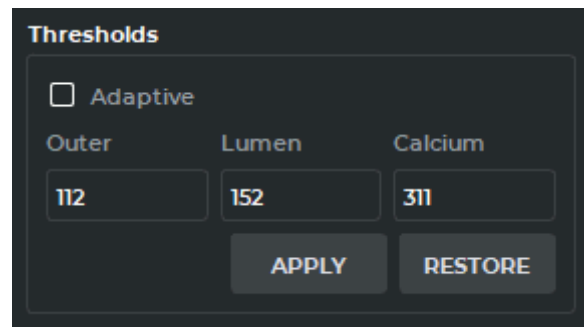 Thresholds
Adaptive
Outer Lumen Calcium
112 152 311
APPLY RESTORE